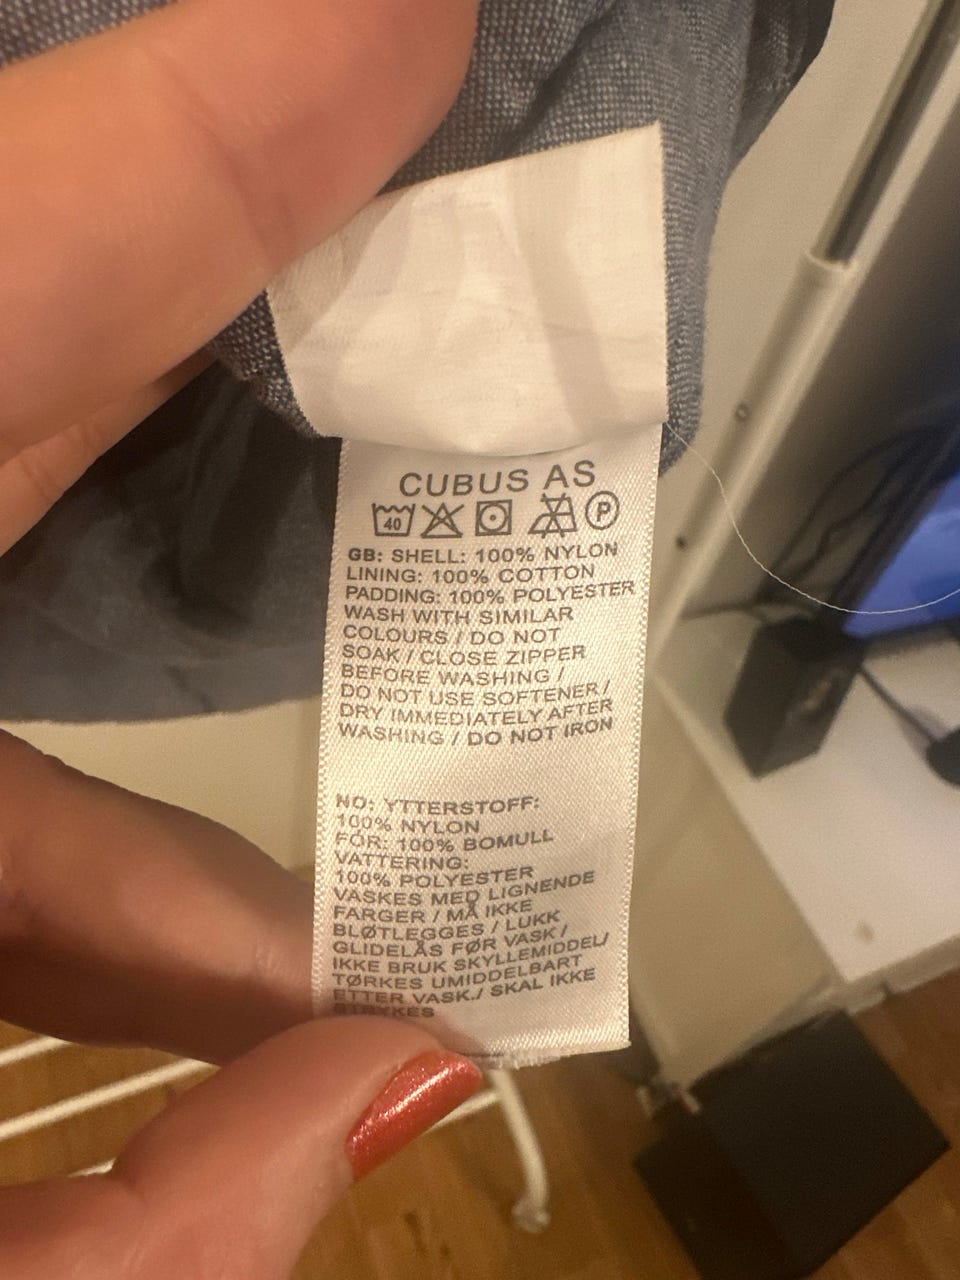 CUBUS AS
40 P
GB: SHELL: 100% NYLON
LINING: 100% COTTON
PADDING: 100% POLYESTER
WASH WITH SIMILAR
COLOURS / DO NOT
SOAK / CLOSE ZIPPER
BEFORE WASHING /
DO NOT USE SOFTENER /
DRY IMMEDIATELY AFTER
WASHING / DO NOT IRON
NO: YTTERSTOFF:
100% NYLON
FÓR: 100% BOMULL
VATTERING:
100% POLYESTER
VASKES MED LIGNENDE
FARGER / MÅ IKKE
BLØTLEGGES / LUKK
GLIDELÅS FØR VASK /
IKKE BRUK SKYLLEMIDDEL/
TØRKES UMIDDELBART
ETTER VASK./ SKAL IKKE
STRYKES